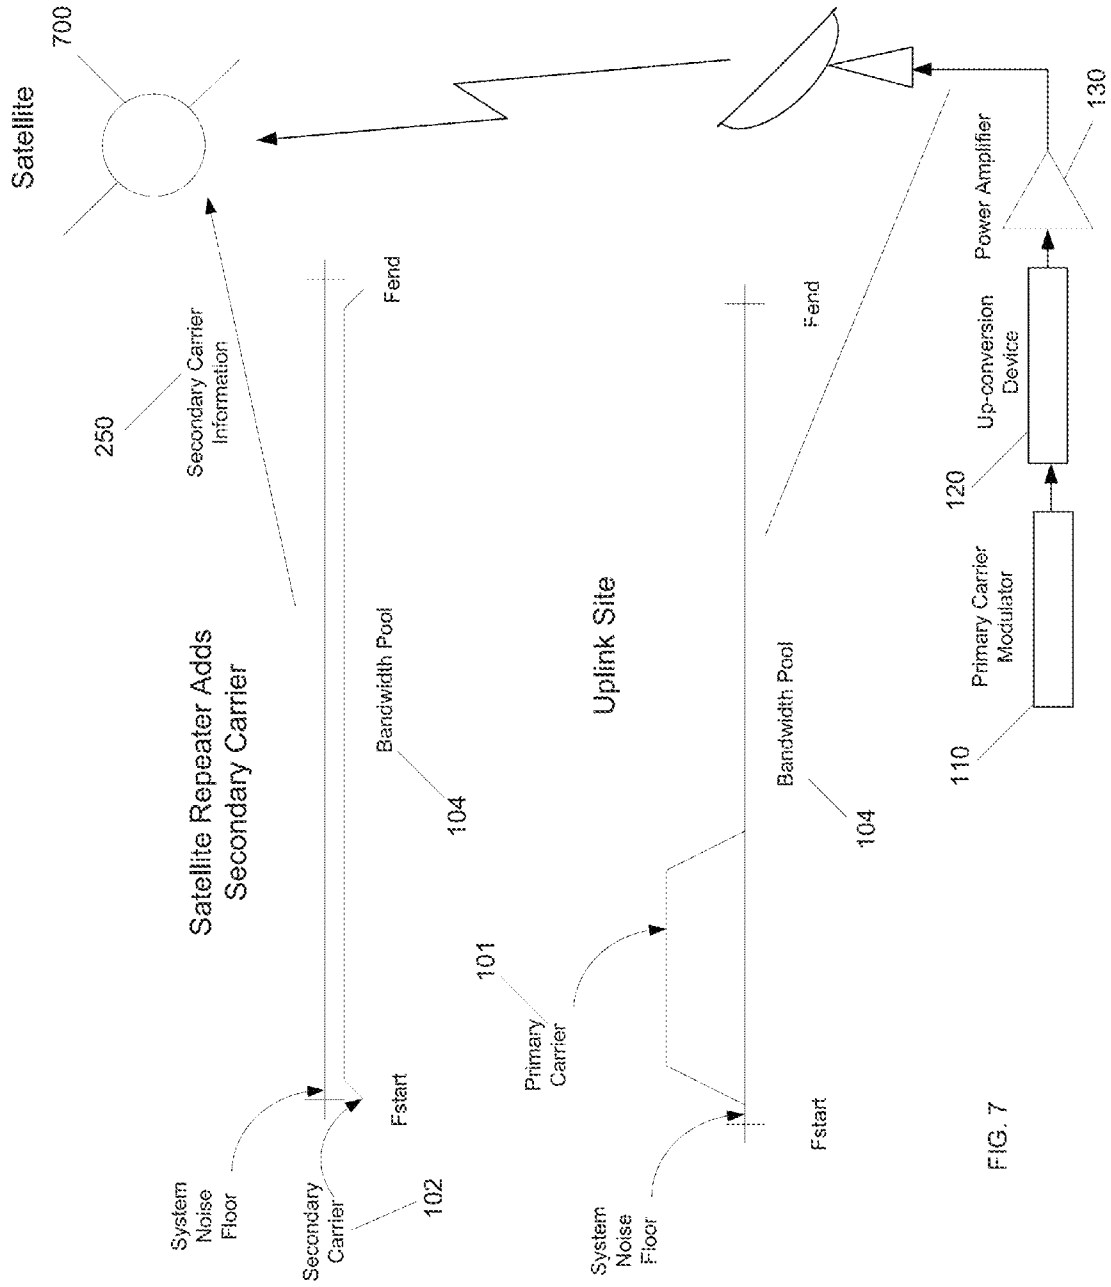 Satellite
700
Satellite Repeater Adds
Secondary Carrier
250
Secondary Carrier
Information
System
Noise
Floor
Secondary
Carrier
102
Fstart
Bandwidth Pool
104
Fend
Uplink Site
101
Primary
Carrier
System
Noise
Floor
Fstart
Bandwidth Pool
104
Fend
Primary Carrier
Modulator
110
Up-conversion
Device
120
Power Amplifier
130
FIG. 7